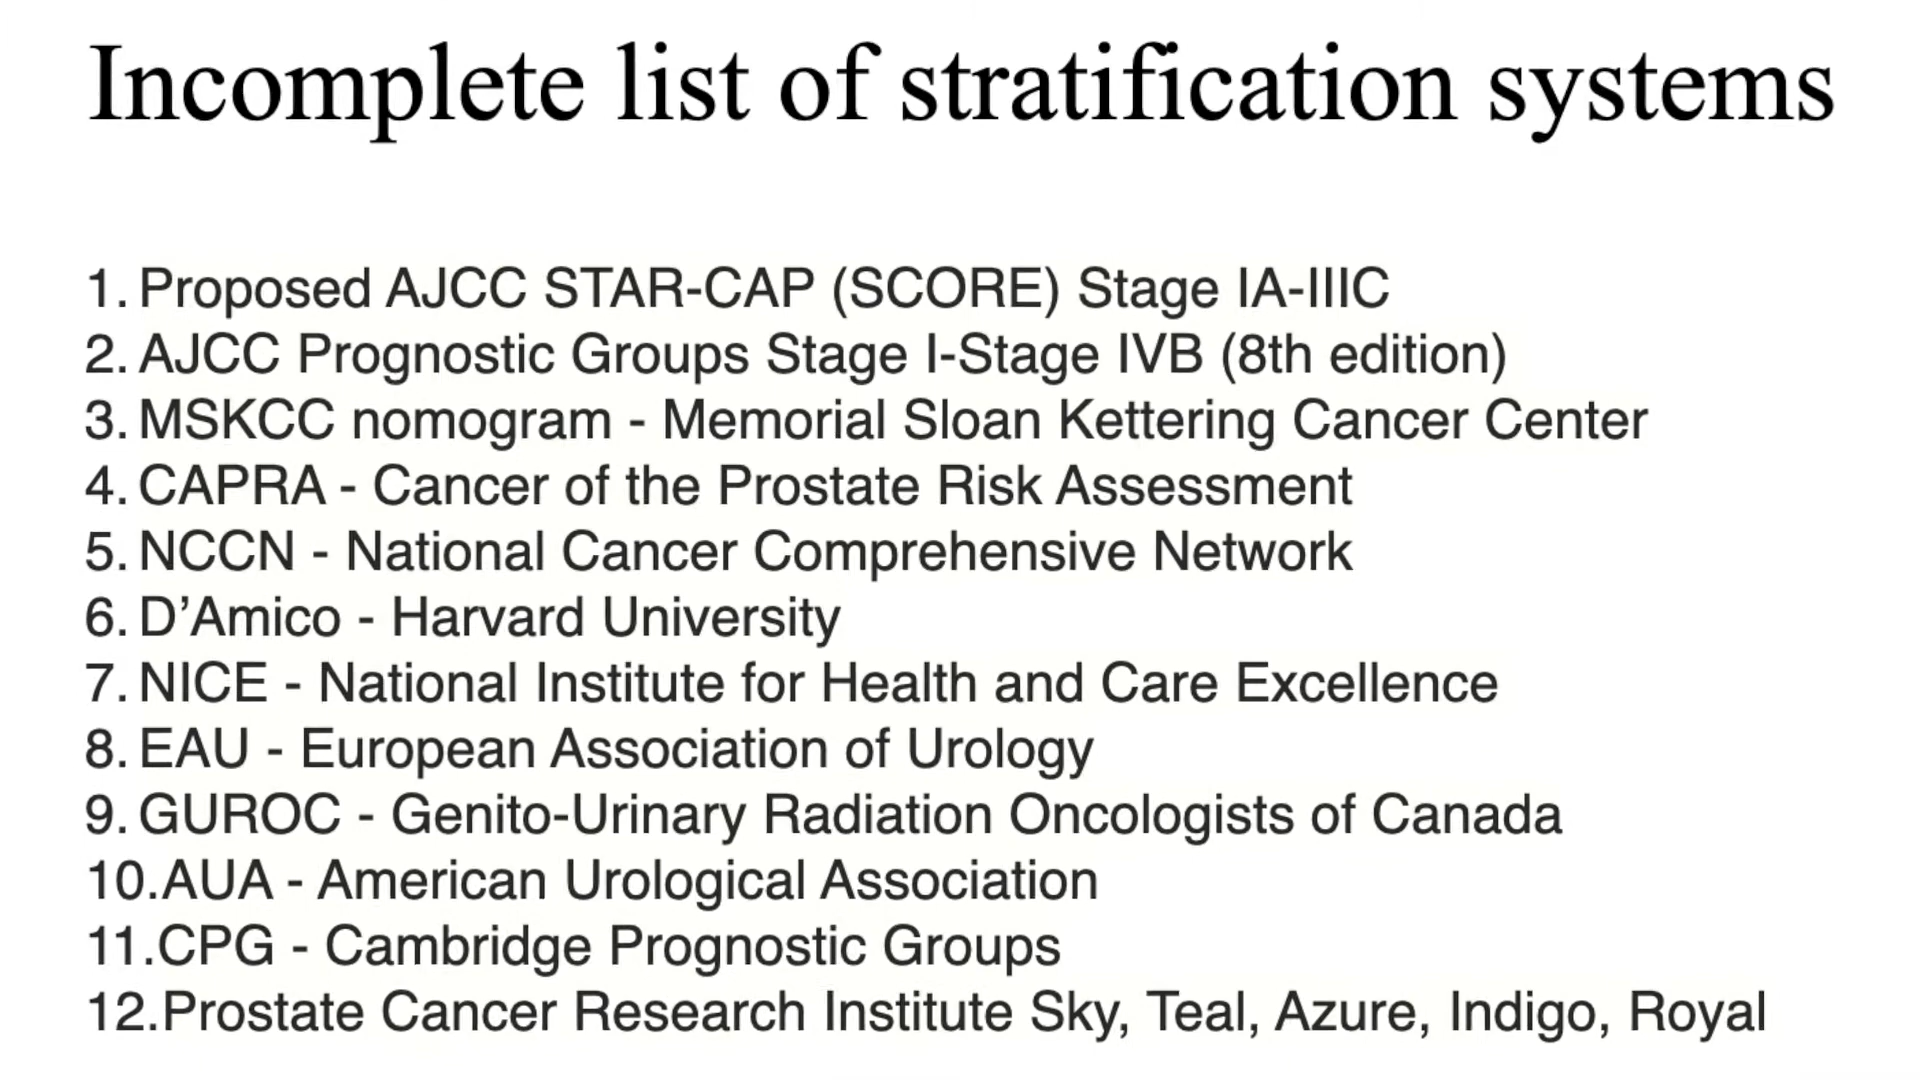 Incomplete list of stratification systems
1. Proposed AJCC STAR-CAP (SCORE) Stage IA-IIIC
2. AJCC Prognostic Groups Stage I-Stage IVB (8th edition)
3. MSKCC nomogram - Memorial Sloan Kettering Cancer Center
4. CAPRA - Cancer of the Prostate Risk Assessment
5. NCCN - National Cancer Comprehensive Network
6. D’Amico - Harvard University
7. NICE - National Institute for Health and Care Excellence
8. EAU - European Association of Urology
9. GUROC - Genito-Urinary Radiation Oncologists of Canada
10.AUA - American Urological Association
11.CPG - Cambridge Prognostic Groups
12.Prostate Cancer Research Institute Sky, Teal, Azure, Indigo, Royal